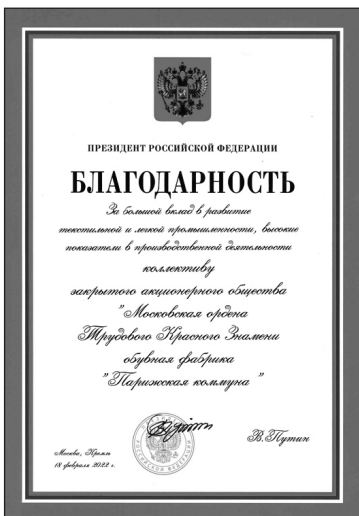 ПРЕЗИДЕНТ РОССИЙСКОЙ ФЕДЕРАЦИИ
БЛАГОДАРНОСТЬ
За большой вклад в развитие
текстильной и легкой промышленности, высокие
показатели в производственной деятельности
коллективу
закрытого акционерного общества
"Московская ордена
Трудового Красного Знамени
обувная фабрика
"Парижская коммуна"
В.Путин
Москва, Кремль
18 февраля 2022 г.